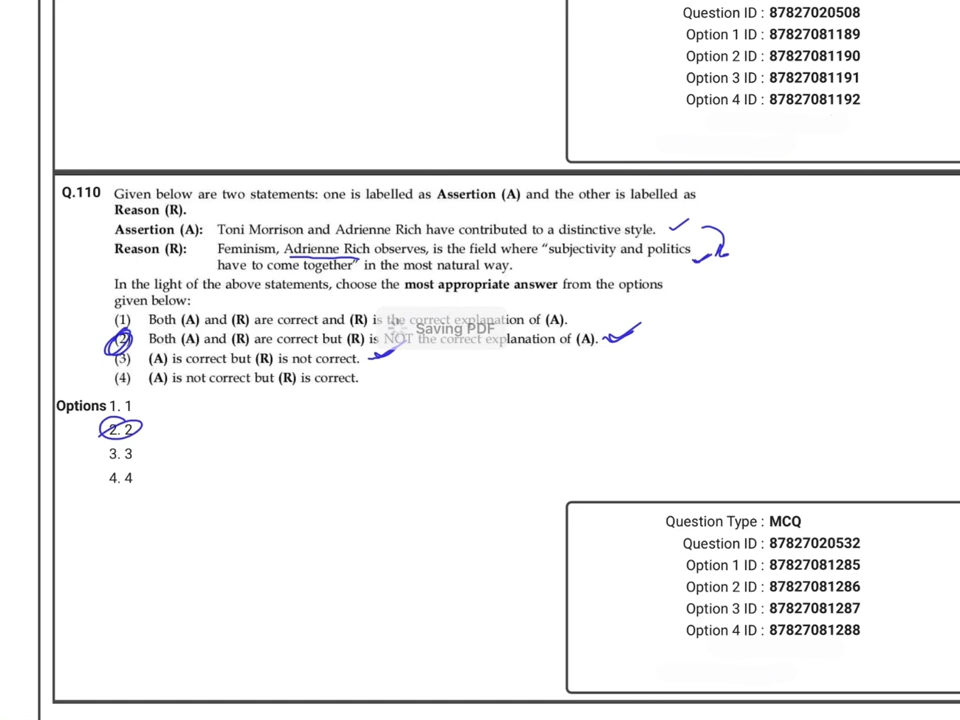 Question ID : 87827020508
Option 1 ID : 87827081189
Option 2 ID : 87827081190
Option 3 ID : 87827081191
Option 4 ID : 87827081192
Q.110 Given below are two statements: one is labelled as Assertion (A) and the other is labelled as
Reason (R).
Assertion (A): Toni Morrison and Adrienne Rich have contributed to a distinctive style.
Reason (R): Feminism, Adrienne Rich observes, is the field where "subjectivity and politics
have to come together" in the most natural way.
In the light of the above statements, choose the most appropriate answer from the options
given below:
(1) Both (A) and (R) are correct and (R) is the correct explanation of (A).
Saving PDF
(2) Both (A) and (R) are correct but (R) is NOT the correct explanation of (A).
(3) (A) is correct but (R) is not correct.
(4) (A) is not correct but (R) is correct.
Options 1. 1
2. 2
3. 3
4. 4
Question Type : MCQ
Question ID : 87827020532
Option 1 ID : 87827081285
Option 2 ID : 87827081286
Option 3 ID : 87827081287
Option 4 ID : 87827081288